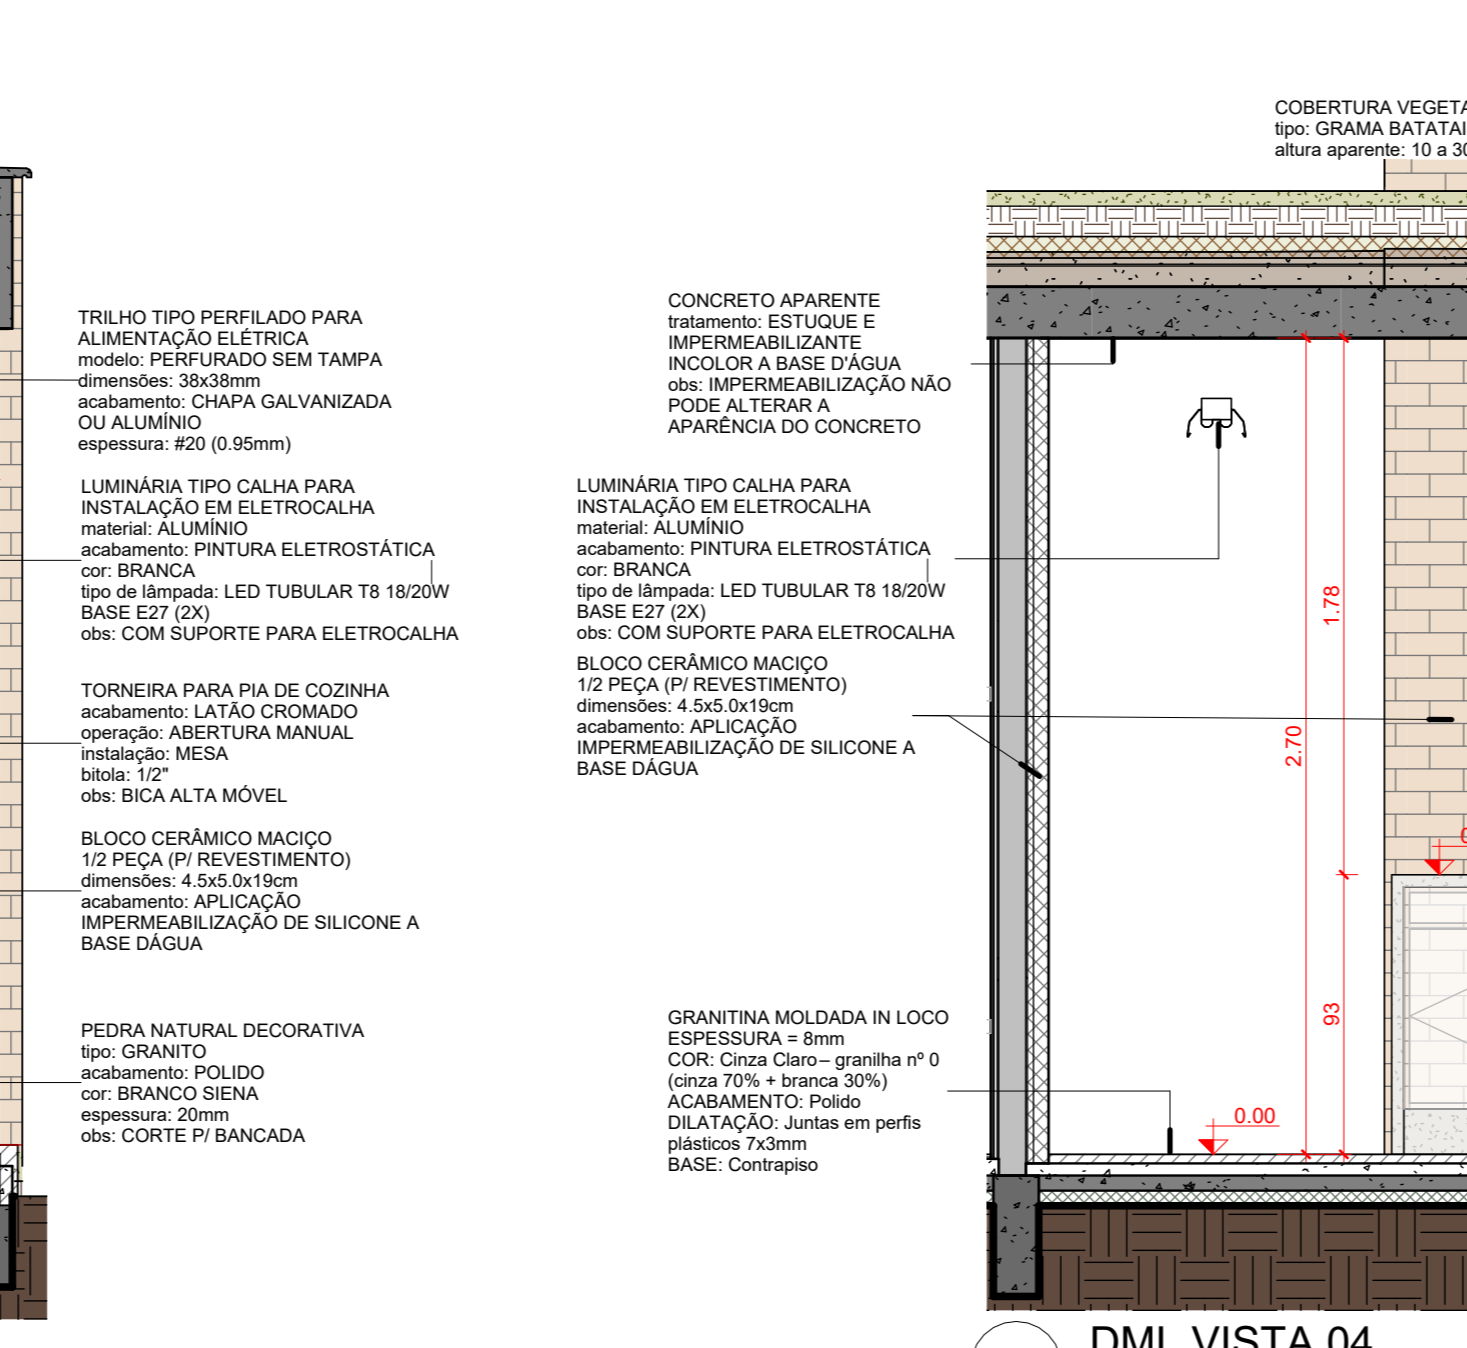 COBERTURA VEGETA
tipo: GRAMA BATATAI
altura aparente: 10 a 30
TRILHO TIPO PERFILADO PARA
ALIMENTAÇÃO ELÉTRICA
modelo: PERFURADO SEM TAMPA
dimensões: 38x38mm
acabamento: CHAPA GALVANIZADA
OU ALUMÍNIO
espessura: #20 (0.95mm)
LUMINÁRIA TIPO CALHA PARA
INSTALAÇÃO EM ELETROCALHA
material: ALUMÍNIO
acabamento: PINTURA ELETROSTÁTICA
cor: BRANCA
tipo de lâmpada: LED TUBULAR T8 18/20W
BASE E27 (2X)
obs: COM SUPORTE PARA ELETROCALHA
TORNEIRA PARA PIA DE COZINHA
acabamento: LATÃO CROMADO
operação: ABERTURA MANUAL
instalação: MESA
bitola: 1/2"
obs: BICA ALTA MÓVEL
BLOCO CERÂMICO MACIÇO
1/2 PEÇA (P/ REVESTIMENTO)
dimensões: 4.5x5.0x19cm
acabamento: APLICAÇÃO
IMPERMEABILIZAÇÃO DE SILICONE A
BASE DÁGUA
PEDRA NATURAL DECORATIVA
tipo: GRANITO
acabamento: POLIDO
cor: BRANCO SIENA
espessura: 20mm
obs: CORTE P/ BANCADA
CONCRETO APARENTE
tratamento: ESTUQUE E
IMPERMEABILIZANTE
INCOLOR A BASE D'ÁGUA
obs: IMPERMEABILIZAÇÃO NÃO
PODE ALTERAR A
APARÊNCIA DO CONCRETO
LUMINÁRIA TIPO CALHA PARA
INSTALAÇÃO EM ELETROCALHA
material: ALUMÍNIO
acabamento: PINTURA ELETROSTÁTICA
cor: BRANCA
tipo de lâmpada: LED TUBULAR T8 18/20W
BASE E27 (2X)
obs: COM SUPORTE PARA ELETROCALHA
BLOCO CERÂMICO MACIÇO
1/2 PEÇA (P/ REVESTIMENTO)
dimensões: 4.5x5.0x19cm
acabamento: APLICAÇÃO
IMPERMEABILIZAÇÃO DE SILICONE A
BASE DÁGUA
GRANITINA MOLDADA IN LOCO
ESPESSURA = 8mm
COR: Cinza Claro– granilha nº 0
(cinza 70% + branca 30%)
ACABAMENTO: Polido
DILATAÇÃO: Juntas em perfis
plásticos 7x3mm
BASE: Contrapiso
1.78
2.70
93
0.00
DML VISTA 04